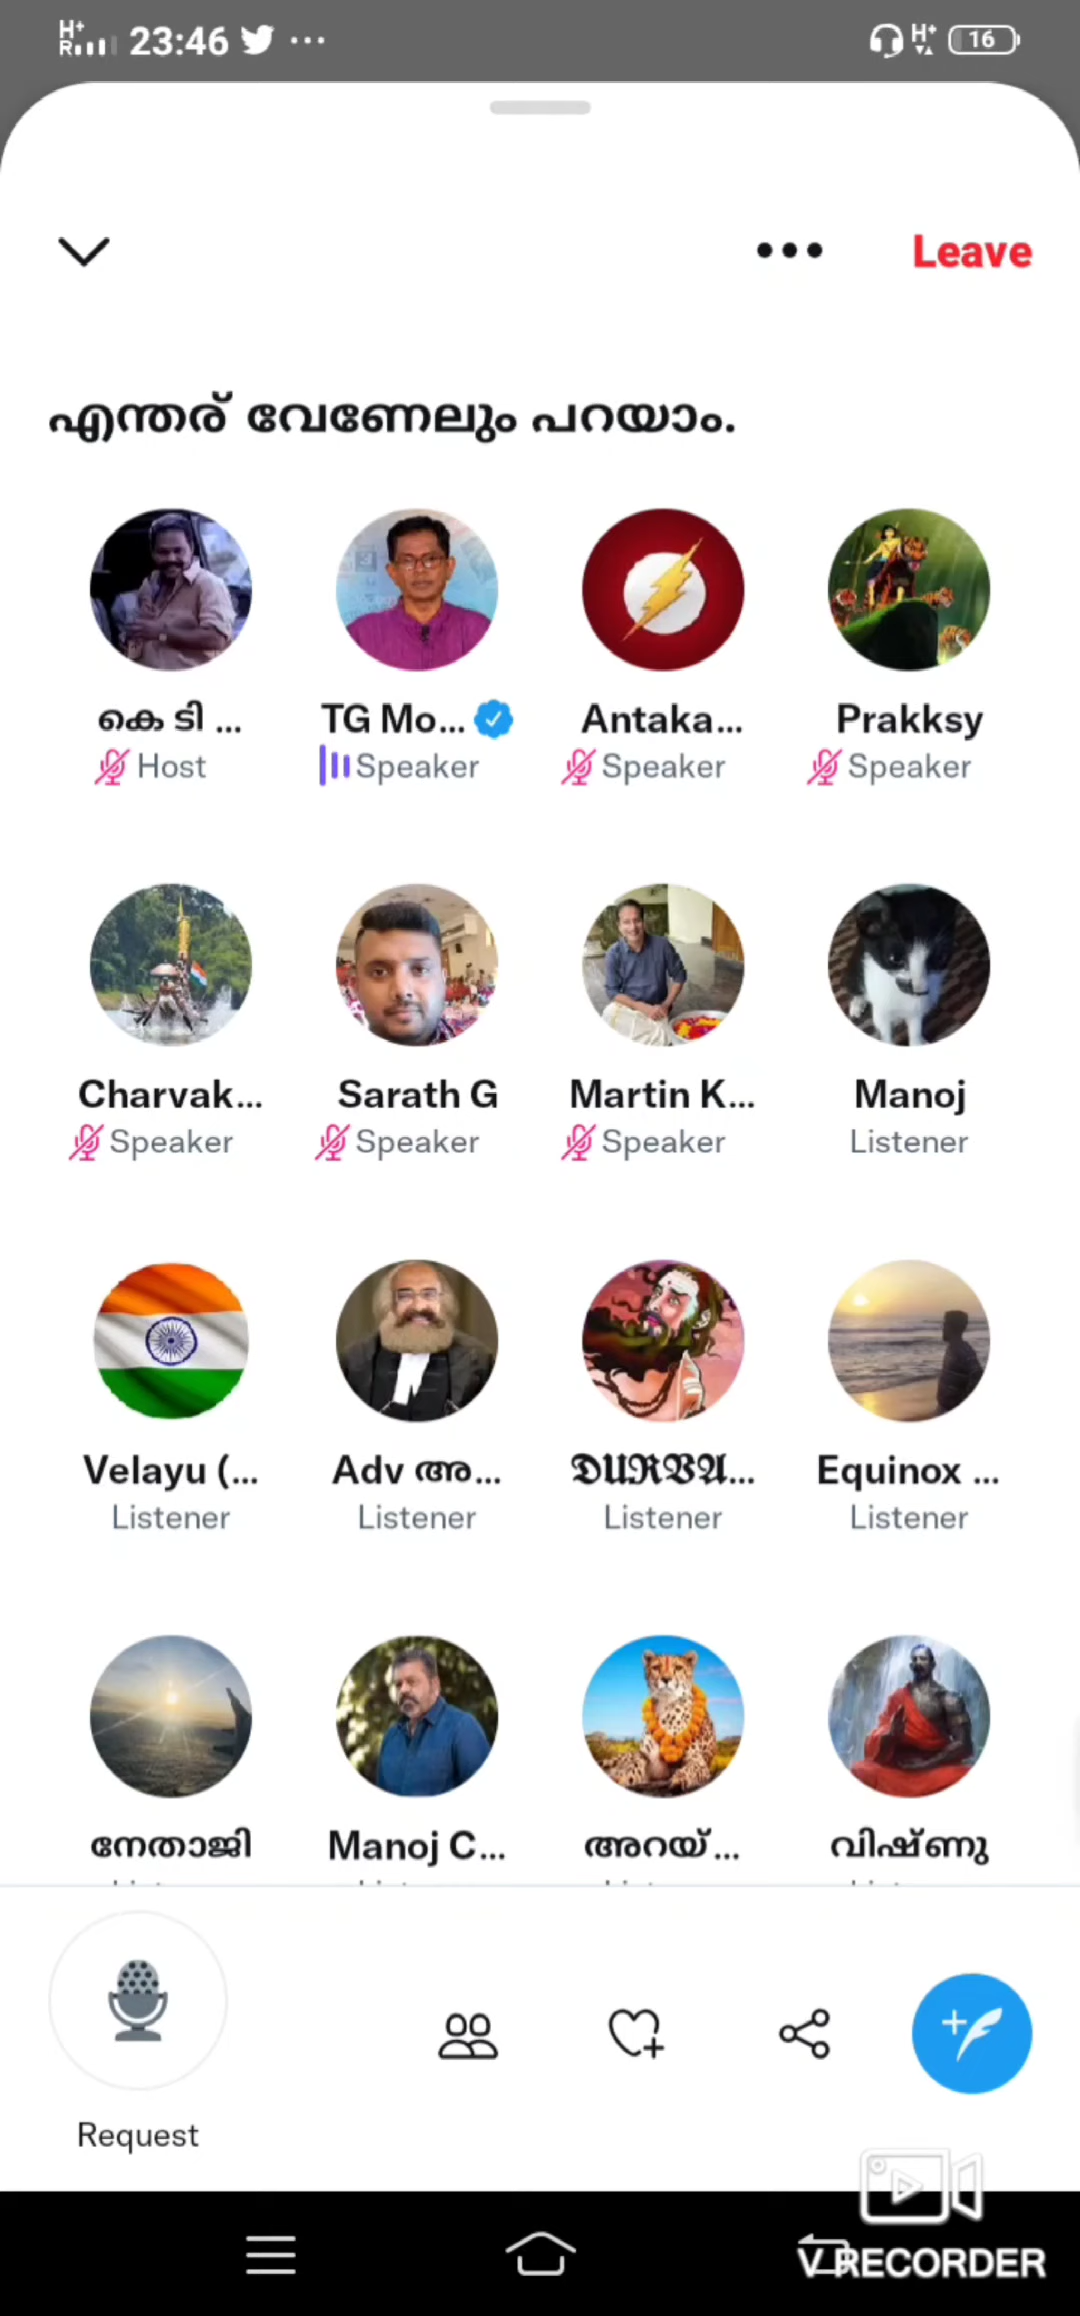 H+
R
23:46
H+
16
Leave
എന്തര് വേണേലും പറയാം.
കെ ടി ... TG Mo... Antaka... Prakksy
Host Speaker Speaker Speaker
Charvak... Sarath G Martin K... Manoj
Speaker Speaker Speaker Listener
Velayu (... Adv അ... 𝕯𝖀𝕽𝖁𝕬... Equinox ...
Listener Listener Listener Listener
നേതാജി Manoj C... അറയ്... വിഷ്ണു
Request
V RECORDER